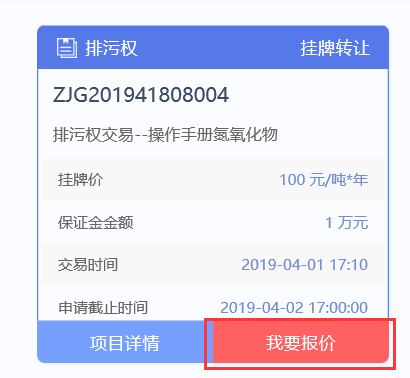 排污权 挂牌转让
ZJG201941808004
排污权交易--操作手册氮氧化物
挂牌价 100 元/吨*年
保证金金额 1 万元
交易时间 2019-04-01 17:10
申请截止时间 2019-04-02 17:00:00
项目详情 我要报价